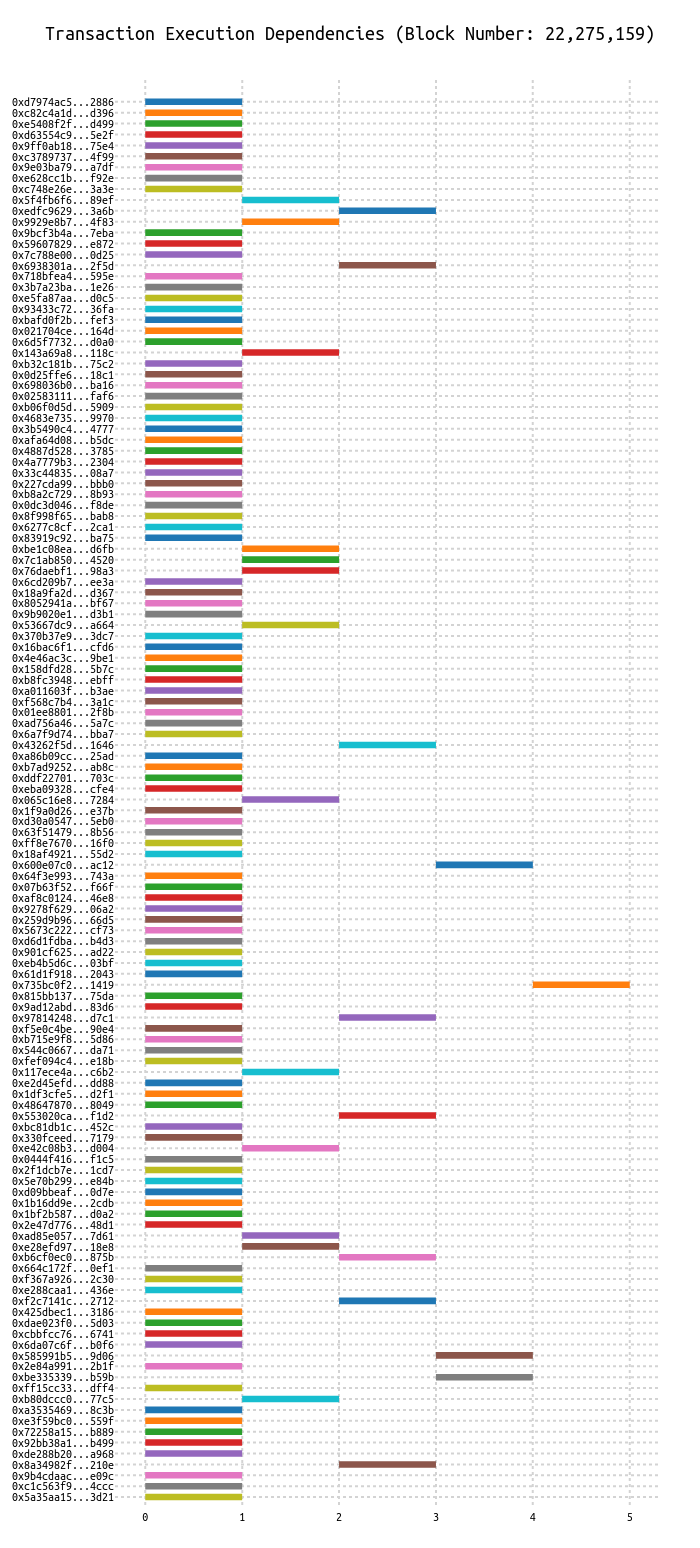 Transaction Execution Dependencies (Block Number: 22,275,159)
0xd7974ac5...2886
0xc82c4a1d...d396
0xe5408f2f...d499
0xd63554c9...5e2f
0x9ff0ab18...75e4
0xc3789737...4f99
0x9e03ba79...a7df
0xe628cc1b...f92e
0xc748e26e...3a3e
0x5f4fb6f6...89ef
0xedfc9629...3a6b
0x9929e8b7...4f83
0x9bcf3b4a...7eba
0x59607829...e872
0x7c788e00...0d25
0x6938301a...2f5d
0x718bfea4...595e
0x3b7a23ba...1e26
0xe5fa87aa...d0c5
0x93433c72...36fa
0xbafd0f2b...fef3
0x021704ce...164d
0x6d5f7732...d0a0
0x143a69a8...118c
0xb32c181b...75c2
0x0d25ffe6...18c1
0x698036b0...ba16
0x02583111...faf6
0xb06f0d5d...5909
0x4683e735...9970
0x3b5490c4...4777
0xafa64d08...b5dc
0x4887d528...3785
0x4a7779b3...2304
0x33c44835...08a7
0x227cda99...bbb0
0xb8a2c729...8b93
0x0dc3d046...f8de
0x8f998f65...bab8
0x6277c8cf...2ca1
0x83919c92...ba75
0xbe1c08ea...d6fb
0x7c1ab850...4520
0x76daebf1...98a3
0x6cd209b7...ee3a
0x18a9fa2d...d367
0x8052941a...bf67
0x9b9020e1...d3b1
0x53667dc9...a664
0x370b37e9...3dc7
0x16bac6f1...cfd6
0x4e46ac3c...9be1
0x158dfd28...5b7c
0xb8fc3948...ebff
0xa011603f...b3ae
0xf568c7b4...3a1c
0x01ee8801...2f8b
0xad756a46...5a7c
0x6a7f9d74...bba7
0x43262f5d...1646
0xa86b09cc...25ad
0xb7ad9252...ab8c
0xddf22701...703c
0xeba09328...cfe4
0x065c16e8...7284
0x1f9a0d26...e37b
0xd30a0547...5eb0
0x63f51479...8b56
0xff8e7670...16f0
0x18af4921...55d2
0x600e07c0...ac12
0x64f3e993...743a
0x07b63f52...f66f
0xaf8c0124...46e8
0x9278f629...06a2
0x259d9b96...66d5
0x5673c222...cf73
0xd6d1fdba...b4d3
0x901cf625...ad22
0xeb4b5d6c...03bf
0x61d1f918...2043
0x735bc0f2...1419
0x815bb137...75da
0x9ad12abd...83d6
0x97814248...d7c1
0xf5e0c4be...90e4
0xb715e9f8...5d86
0x544c0667...da71
0xfef094c4...e18b
0x117ece4a...c6b2
0xe2d45efd...dd88
0x1df3cfe5...d2f1
0x48647870...8049
0x553020ca...f1d2
0xbc81db1c...452c
0x330fceed...7179
0xe42c08b3...d004
0x0444f416...f1c5
0x2f1dcb7e...1cd7
0x5e70b299...e84b
0xd09bbeaf...0d7e
0x1b16dd9e...2cdb
0x1bf2b587...d0a2
0x2e47d776...48d1
0xad85e057...7d61
0xe28efd97...18e8
0xb6cf0ec0...875b
0x664c172f...0ef1
0xf367a926...2c30
0xe288caa1...436e
0xf2c7141c...2712
0x425dbec1...3186
0xdae023f0...5d03
0xcbbfcc76...6741
0x6da07c6f...b0f6
0x585991b5...9d06
0x2e84a991...2b1f
0xbe335339...b59b
0xff15cc33...dff4
0xb80dccc0...77c5
0xa3535469...8c3b
0xe3f59bc0...559f
0x72258a15...b889
0x92bb38a1...b499
0xde288b20...a968
0x8a34982f...210e
0x9b4cdaac...e09c
0xc1c563f9...4ccc
0x5a35aa15...3d21
0 1 2 3 4 5